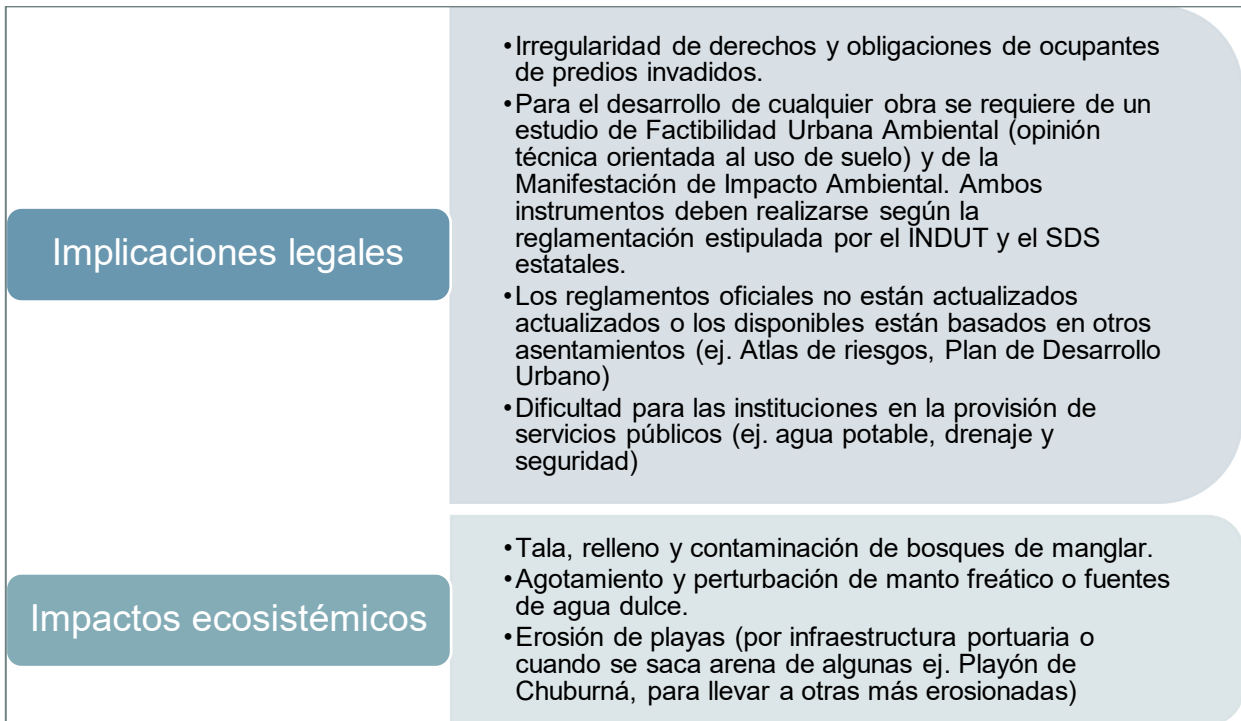 Implicaciones legales
•Irregularidad de derechos y obligaciones de ocupantes
de predios invadidos.
•Para el desarrollo de cualquier obra se requiere de un
estudio de Factibilidad Urbana Ambiental (opinión
técnica orientada al uso de suelo) y de la
Manifestación de Impacto Ambiental. Ambos
instrumentos deben realizarse según la
reglamentación estipulada por el INDUT y el SDS
estatales.
•Los reglamentos oficiales no están actualizados
actualizados o los disponibles están basados en otros
asentamientos (ej. Atlas de riesgos, Plan de Desarrollo
Urbano)
•Dificultad para las instituciones en la provisión de
servicios públicos (ej. agua potable, drenaje y
seguridad)
Impactos ecosistémicos
•Tala, relleno y contaminación de bosques de manglar.
•Agotamiento y perturbación de manto freático o fuentes
de agua dulce.
•Erosión de playas (por infraestructura portuaria o
cuando se saca arena de algunas ej. Playón de
Chuburná, para llevar a otras más erosionadas)